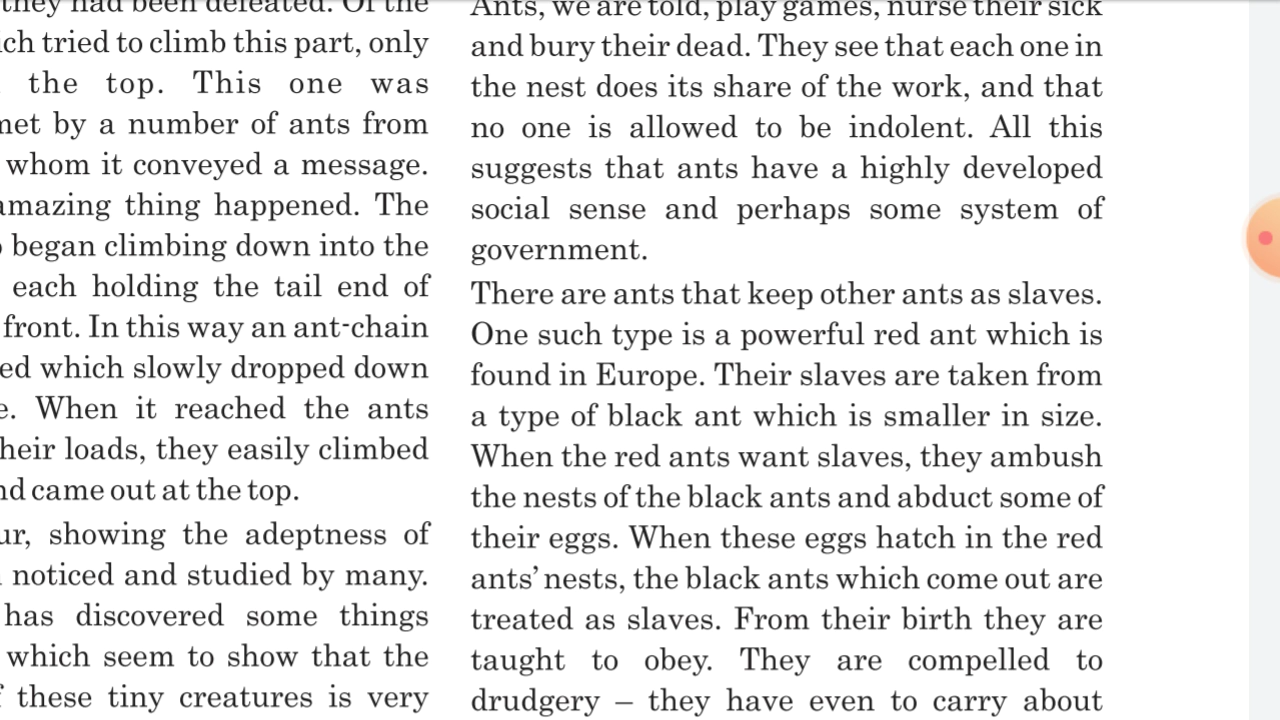 they had been defeated. Of the
tried to climb this part, only
the top. This one was
by a number of ants from
whom it conveyed a message.
amazing thing happened. The
began climbing down into the
each holding the tail end of
front. In this way an ant-chain
which slowly dropped down
When it reached the ants
their loads, they easily climbed
and came out at the top.
showing the adeptness of
noticed and studied by many.
has discovered some things
which seem to show that the
these tiny creatures is very
Ants, we are told, play games, nurse their sick
and bury their dead. They see that each one in
the nest does its share of the work, and that
no one is allowed to be indolent. All this
suggests that ants have a highly developed
social sense and perhaps some system of
government.
There are ants that keep other ants as slaves.
One such type is a powerful red ant which is
found in Europe. Their slaves are taken from
a type of black ant which is smaller in size.
When the red ants want slaves, they ambush
the nests of the black ants and abduct some of
their eggs. When these eggs hatch in the red
ants’ nests, the black ants which come out are
treated as slaves. From their birth they are
taught to obey. They are compelled to
drudgery – they have even to carry about